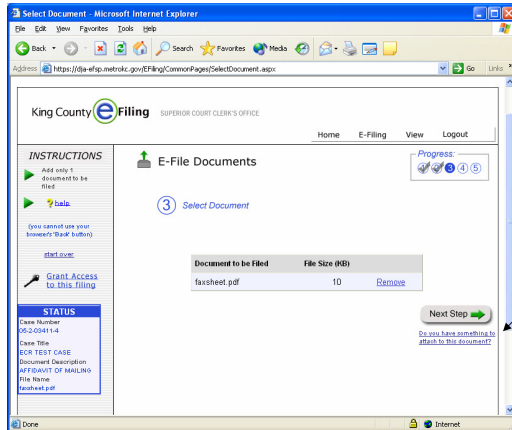 Select Document - Microsoft Internet Explorer
File Edit View Favorites Tools Help
Back Search Favorites Media
Address https://dja-efsp.metrokc.gov/EFiling/CommonPages/SelectDocument.aspx Go Links »
King County e Filing SUPERIOR COURT CLERK'S OFFICE
Home E-Filing View Logout
INSTRUCTIONS
Add only 1
document to be
filed
? help
(you cannot use your
browser's 'Back' button)
start over
Grant Access
to this filing
STATUS
Case Number
05-2-03411-4
Case Title
ECR TEST CASE
Document Description
AFFIDAVIT OF MAILING
File Name
faxsheet.pdf
E-File Documents
Progress:
1 2 3 4 5
3 Select Document
Document to be Filed File Size (KB)
faxsheet.pdf 10 Remove
Next Step
Do you have something to
attach to this document?
Done Internet